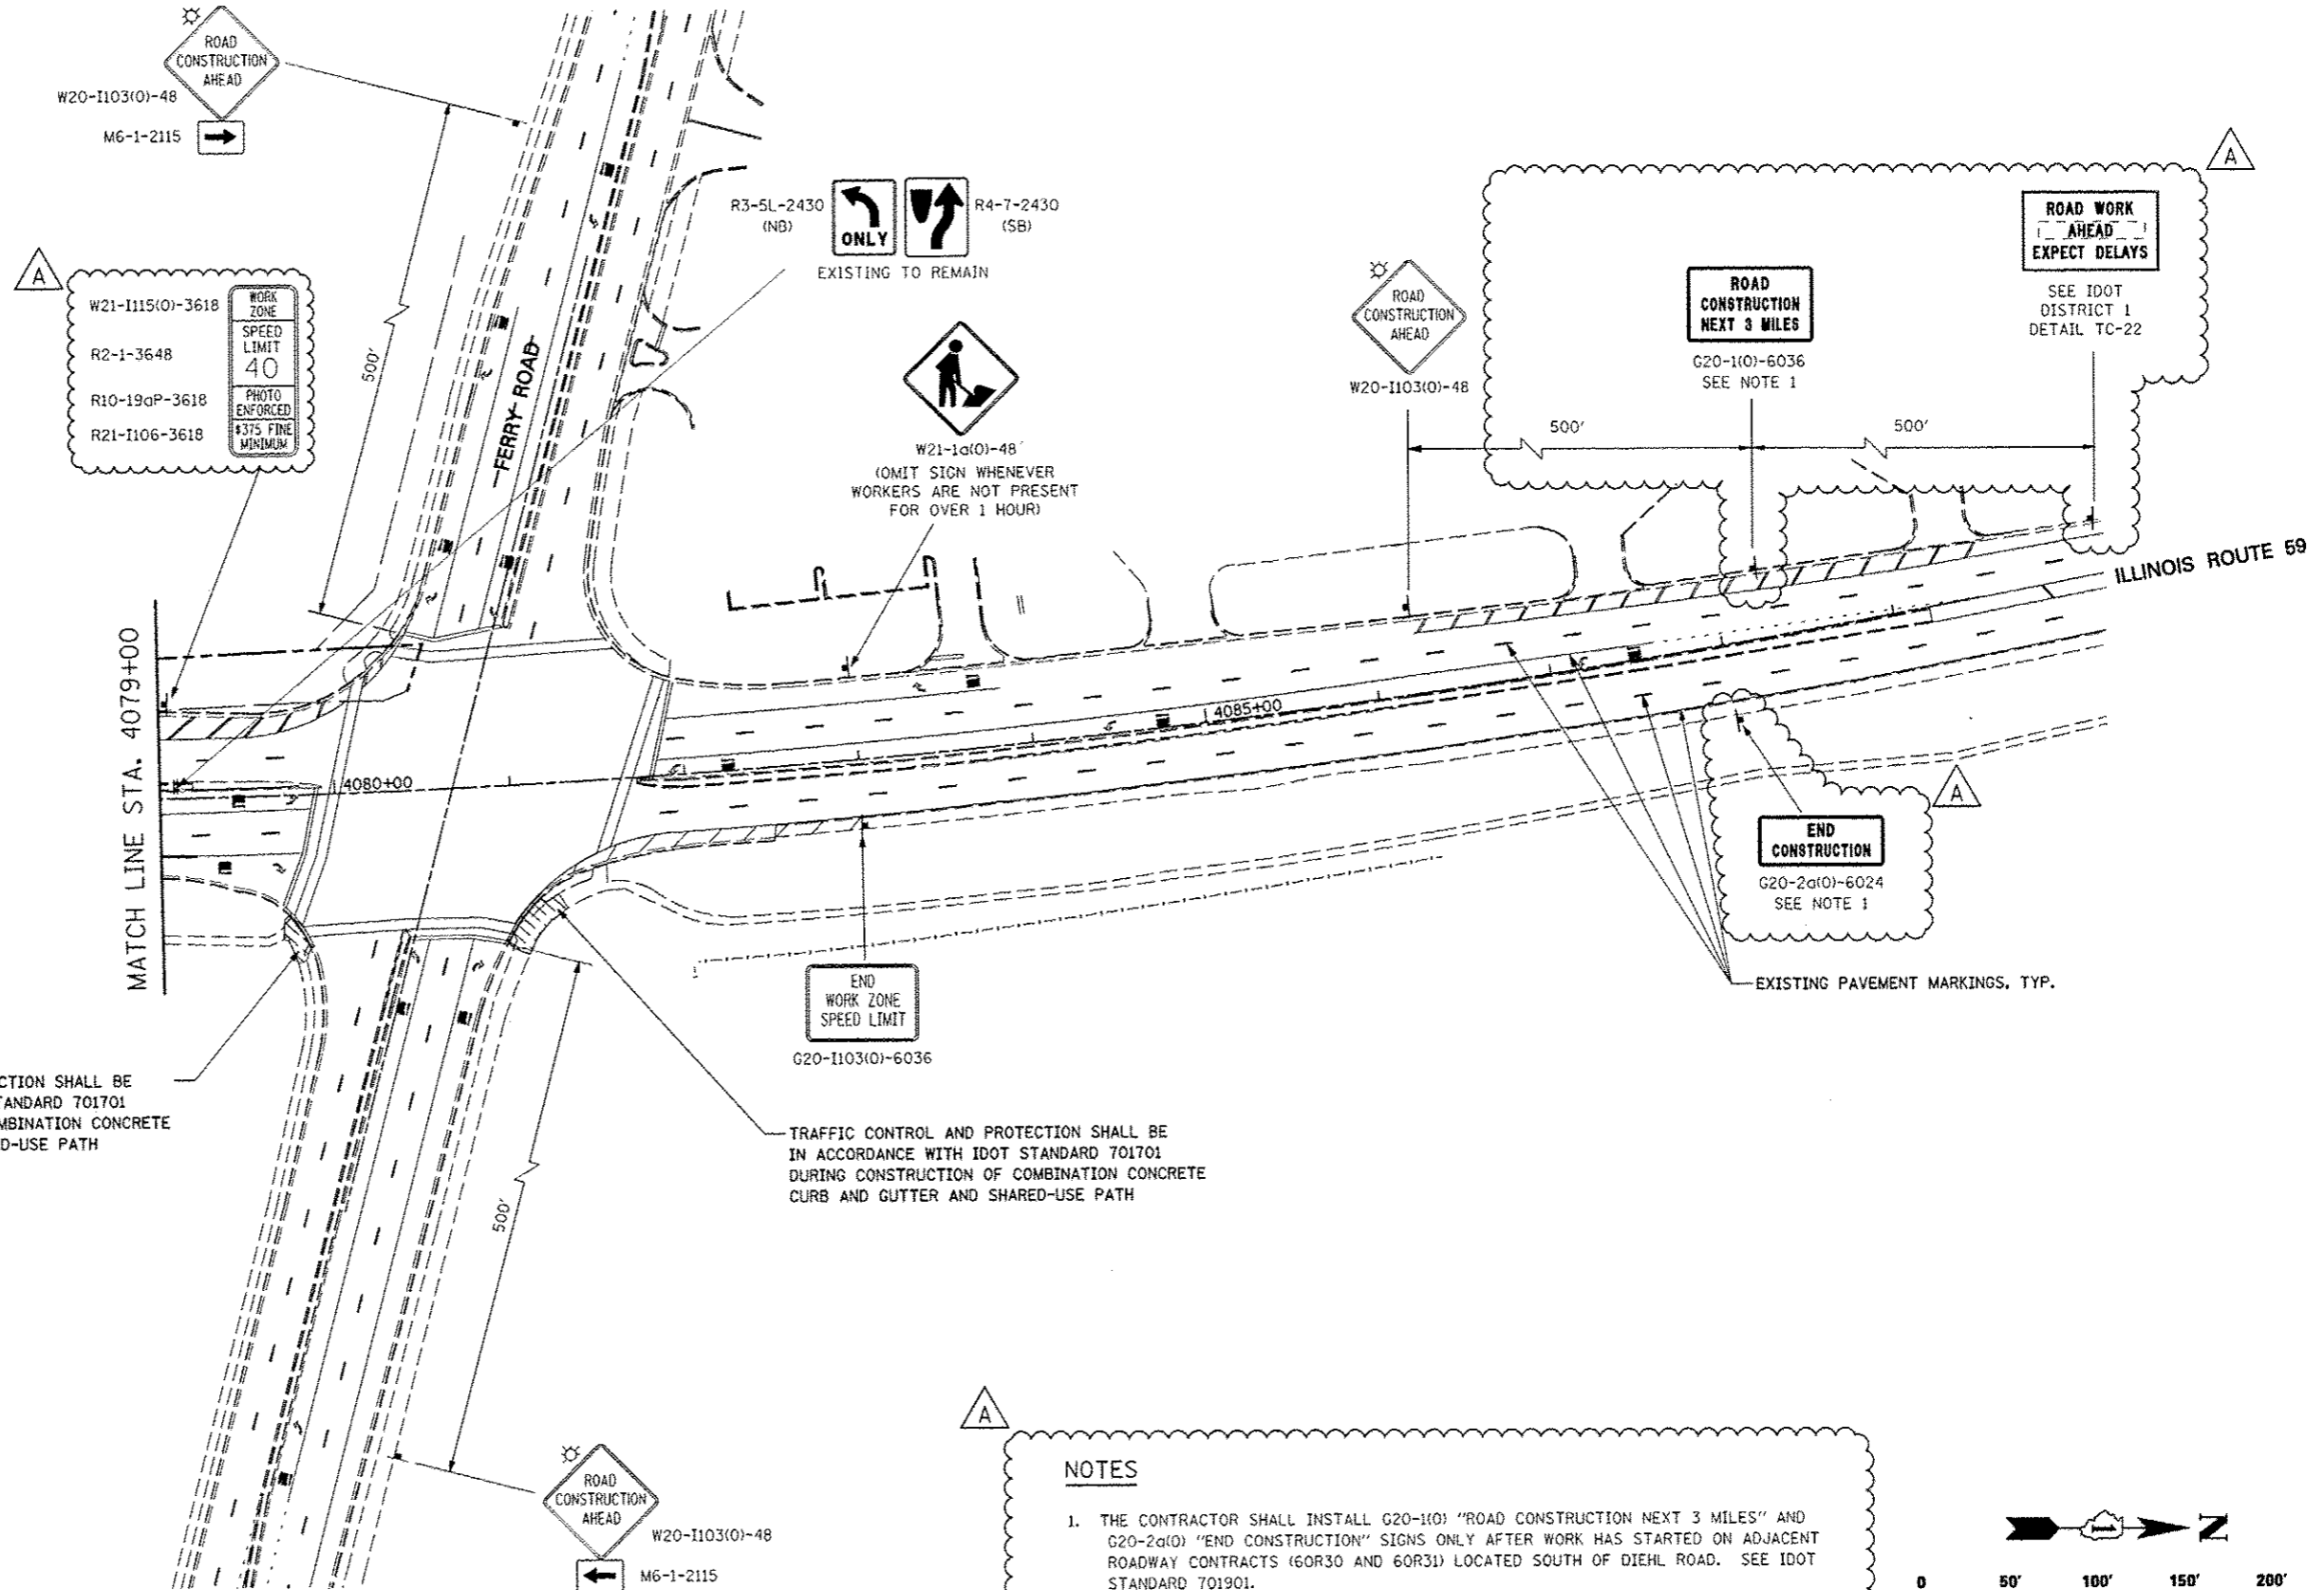 ROAD
CONSTRUCTION
AHEAD
W20-I103(0)-48
M6-1-2115
A
W21-I115(0)-3618
R2-1-3648
R10-19aP-3618
R21-I106-3618
WORK
ZONE
SPEED
LIMIT
40
PHOTO
ENFORCED
$375 FINE
MINIMUM
500'
FERRY ROAD
R3-5L-2430
(NB)
ONLY
R4-7-2430
(SB)
EXISTING TO REMAIN
W21-1a(0)-48
(OMIT SIGN WHENEVER
WORKERS ARE NOT PRESENT
FOR OVER 1 HOUR)
ROAD
CONSTRUCTION
AHEAD
W20-I103(0)-48
ROAD
CONSTRUCTION
NEXT 3 MILES
G20-1(0)-6036
SEE NOTE 1
ROAD WORK
AHEAD
EXPECT DELAYS
SEE IDOT
DISTRICT 1
DETAIL TC-22
A
500'
500'
ILLINOIS ROUTE 59
MATCH LINE STA. 4079+00
4080+00
4085+00
END
CONSTRUCTION
G20-2a(0)-6024
SEE NOTE 1
A
EXISTING PAVEMENT MARKINGS, TYP.
END
WORK ZONE
SPEED LIMIT
G20-I103(0)-6036
CTION SHALL BE
TANDARD 701701
MBINATION CONCRETE
D-USE PATH
TRAFFIC CONTROL AND PROTECTION SHALL BE
IN ACCORDANCE WITH IDOT STANDARD 701701
DURING CONSTRUCTION OF COMBINATION CONCRETE
CURB AND GUTTER AND SHARED-USE PATH
500'
ROAD
CONSTRUCTION
AHEAD
W20-I103(0)-48
M6-1-2115
A
NOTES
1. THE CONTRACTOR SHALL INSTALL G20-1(0) "ROAD CONSTRUCTION NEXT 3 MILES" AND
G20-2a(0) "END CONSTRUCTION" SIGNS ONLY AFTER WORK HAS STARTED ON ADJACENT
ROADWAY CONTRACTS (60R30 AND 60R31) LOCATED SOUTH OF DIEHL ROAD. SEE IDOT
STANDARD 701901.
N
0 50' 100' 150' 200'